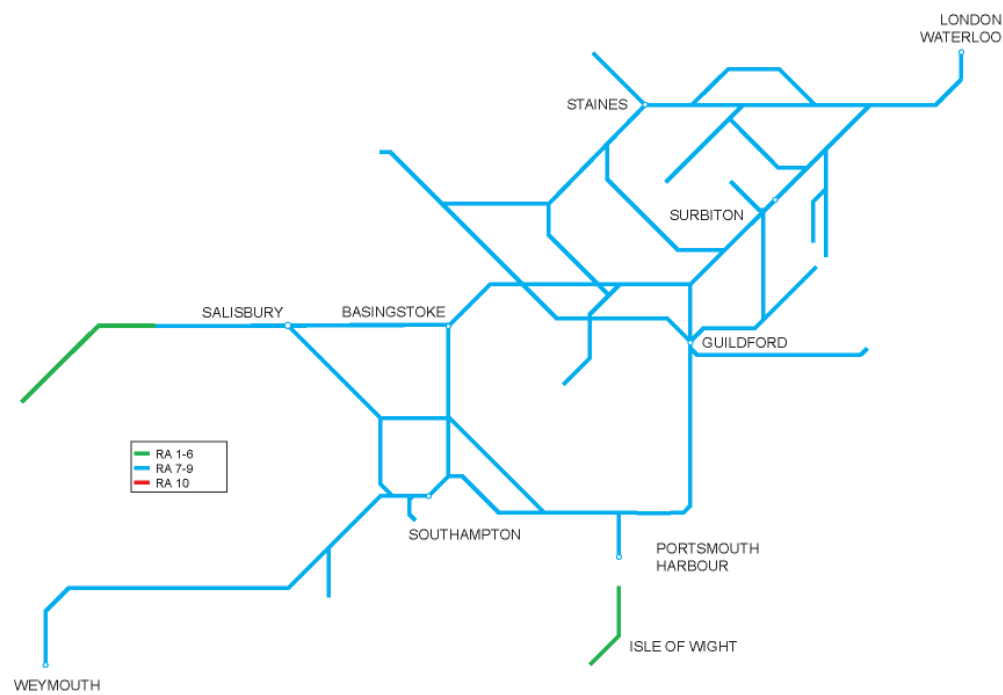 LONDON
WATERLOO
STAINES
SURBITON
SALISBURY
BASINGSTOKE
GUILDFORD
RA 1-6
RA 7-9
RA 10
SOUTHAMPTON
PORTSMOUTH
HARBOUR
ISLE OF WIGHT
WEYMOUTH